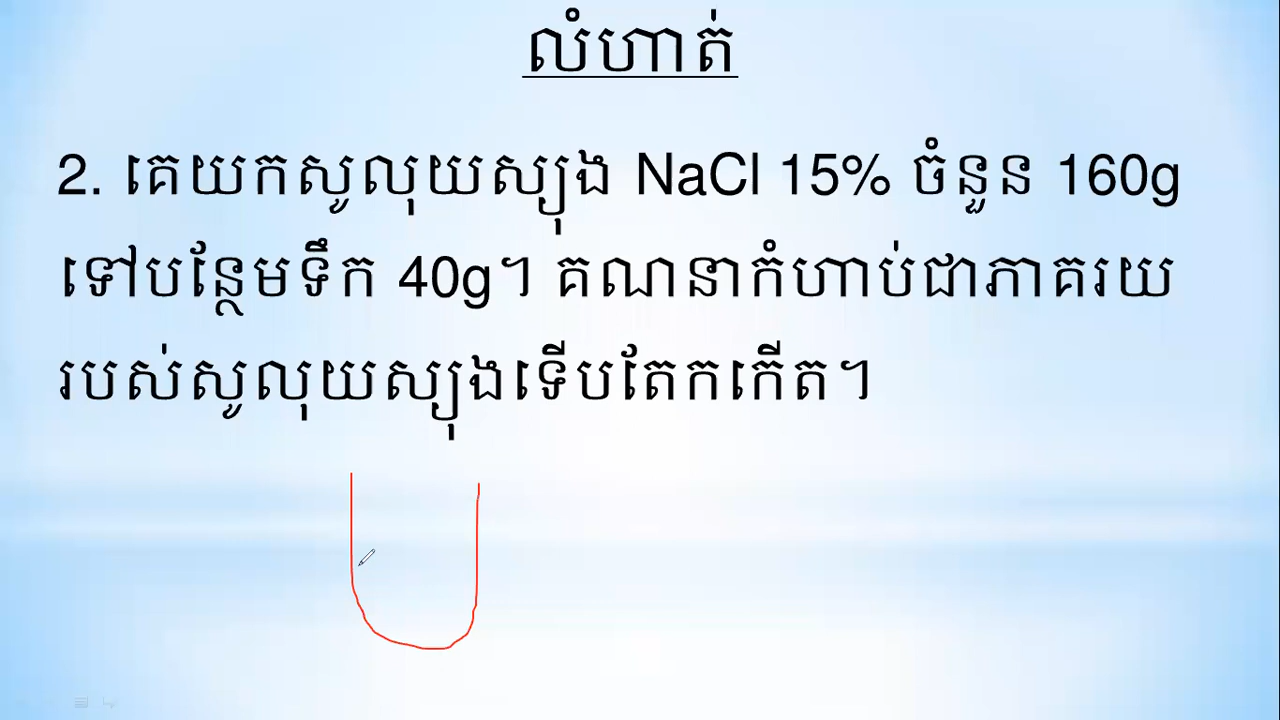 លំហាត់
2. គេយកសូលុយស្យុង NaCl 15% ចំនួន 160g
ទៅបន្ថែមទឹក 40g។ គណនាកំហាប់ជាភាគរយ
របស់សូលុយស្យុងទើបតែកកើត។